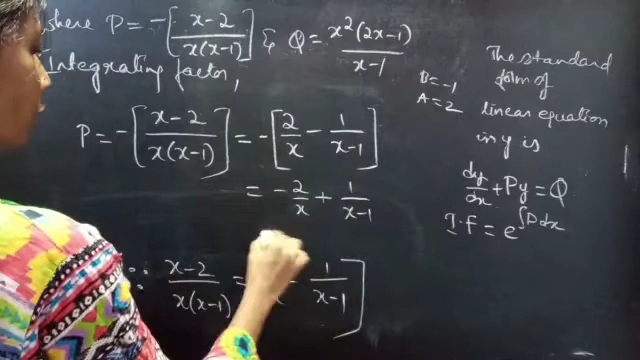 where P = -[x-2 / x(x-1)] & Q = x²(2x-1) / x-1
Integrating factor,
P = -[x-2 / x(x-1)] = -[2/x - 1/x-1]
= -2/x + 1/x-1
∴ x-2 / x(x-1) = - 1/x-1]
B = -1
A = 2
The standard
form of
linear equation
in y is
dy/dx + Py = Q
I.f = e^∫Pdx